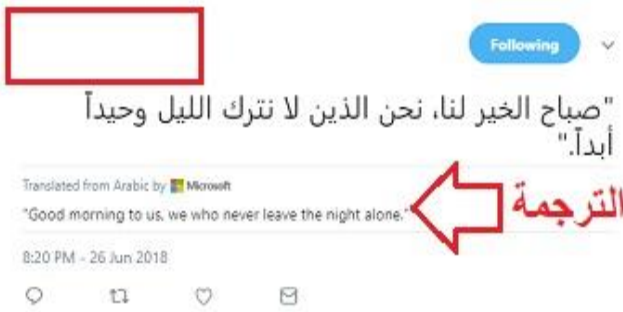 Following
"صباح الخير لنا، نحن الذين لا نترك الليل وحيداً
أبداً."
Translated from Arabic by Microsoft
"Good morning to us, we who never leave the night alone."
الترجمة
8:20 PM - 26 Jun 2018